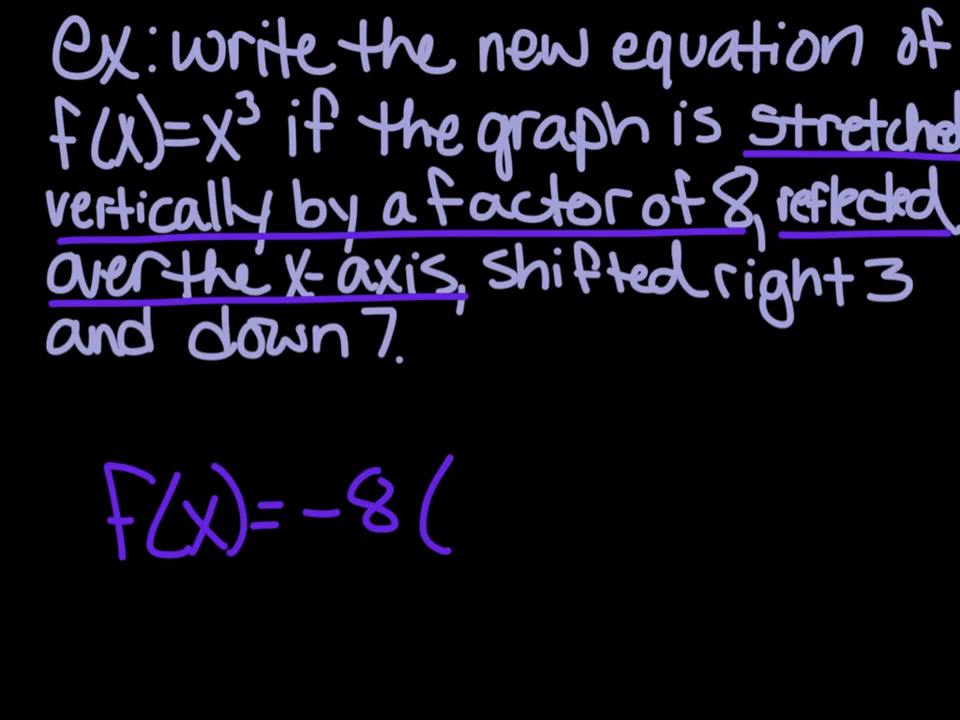 ex: write the new equation of
f(x)=x³ if the graph is stretched
vertically by a factor of 8, reflected
over the x-axis, shifted right 3
and down 7.
f(x)= -8(